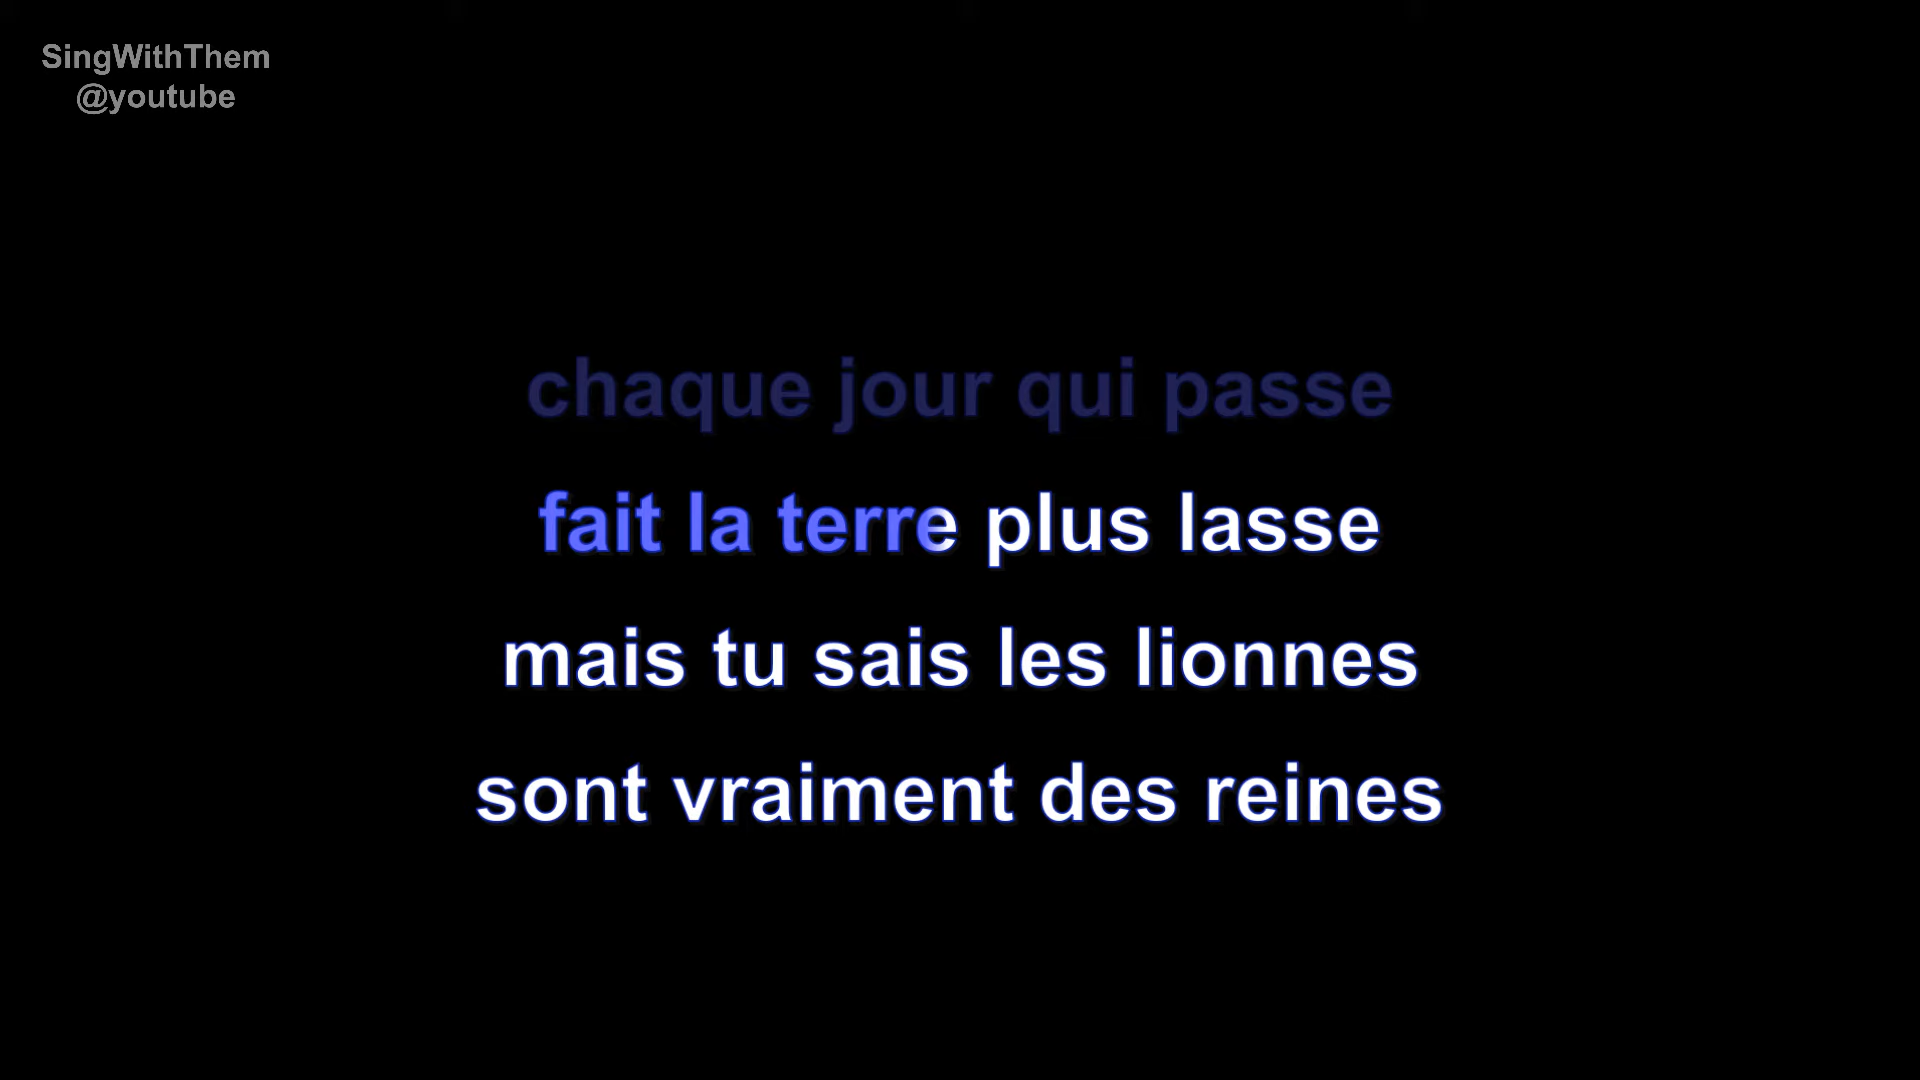 SingWithThem
@youtube
chaque jour qui passe
fait la terre plus lasse
mais tu sais les lionnes
sont vraiment des reines